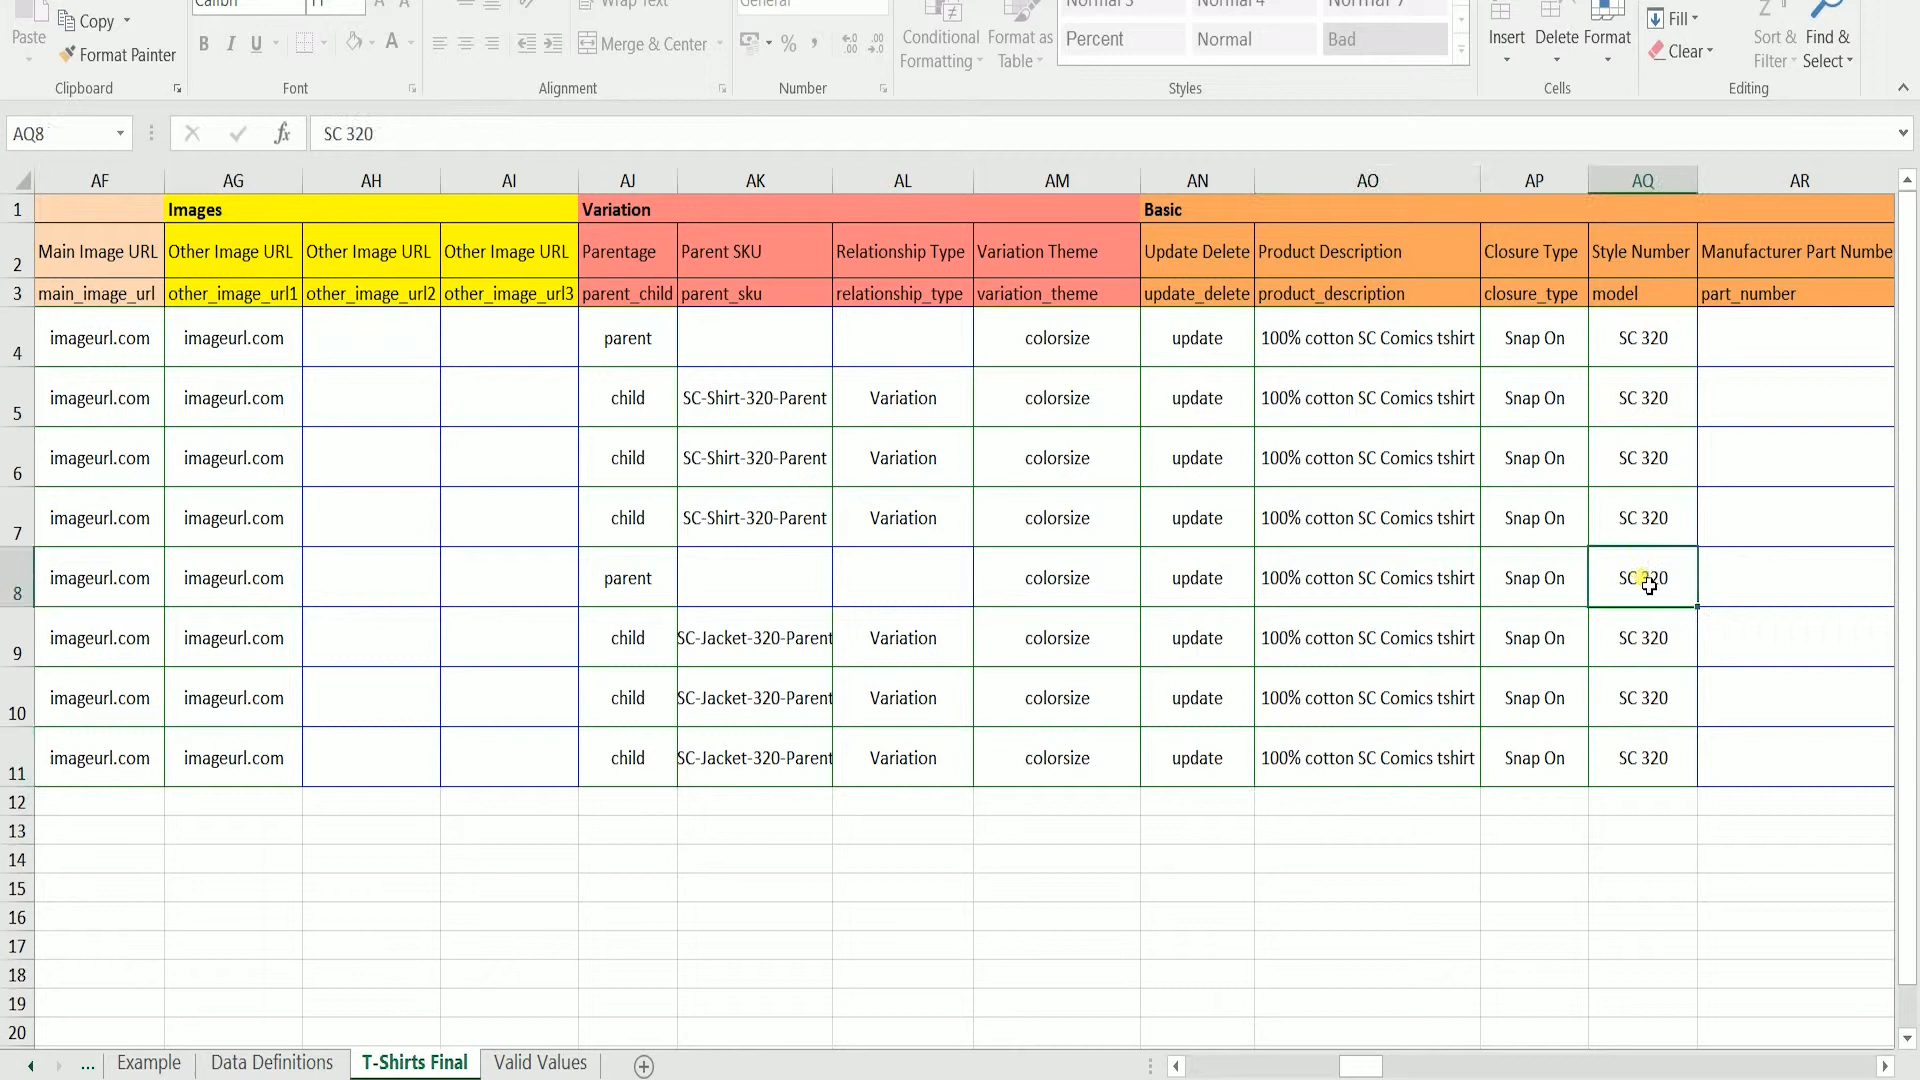 Calibri 11 A A Wrap Text General Normal 3 Normal 4 Normal 7
Paste Copy Fill
Format Painter B I U A Merge & Center % Conditional Formatting Format as Table Percent Normal Bad Insert Delete Format Clear Sort & Filter Find & Select
Clipboard Font Alignment Number Styles Cells Editing
AQ8 fx SC 320
AF AG AH AI AJ AK AL AM AN AO AP AQ AR
1 Images Variation Basic
2 Main Image URL Other Image URL Other Image URL Other Image URL Parentage Parent SKU Relationship Type Variation Theme Update Delete Product Description Closure Type Style Number Manufacturer Part Numbe
3 main_image_url other_image_url1 other_image_url2 other_image_url3 parent_child parent_sku relationship_type variation_theme update_delete product_description closure_type model part_number
4 imageurl.com imageurl.com parent colorsize update 100% cotton SC Comics tshirt Snap On SC 320
5 imageurl.com imageurl.com child SC-Shirt-320-Parent Variation colorsize update 100% cotton SC Comics tshirt Snap On SC 320
6 imageurl.com imageurl.com child SC-Shirt-320-Parent Variation colorsize update 100% cotton SC Comics tshirt Snap On SC 320
7 imageurl.com imageurl.com child SC-Shirt-320-Parent Variation colorsize update 100% cotton SC Comics tshirt Snap On SC 320
8 imageurl.com imageurl.com parent colorsize update 100% cotton SC Comics tshirt Snap On SC 320
9 imageurl.com imageurl.com child SC-Jacket-320-Parent Variation colorsize update 100% cotton SC Comics tshirt Snap On SC 320
10 imageurl.com imageurl.com child SC-Jacket-320-Parent Variation colorsize update 100% cotton SC Comics tshirt Snap On SC 320
11 imageurl.com imageurl.com child SC-Jacket-320-Parent Variation colorsize update 100% cotton SC Comics tshirt Snap On SC 320
12
13
14
15
16
17
18
19
20
... Example Data Definitions T-Shirts Final Valid Values